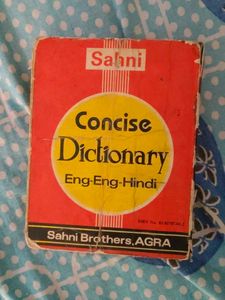 Sahni
Concise
Dictionary
Eng-Eng-Hindi
Sahni Brothers, AGRA